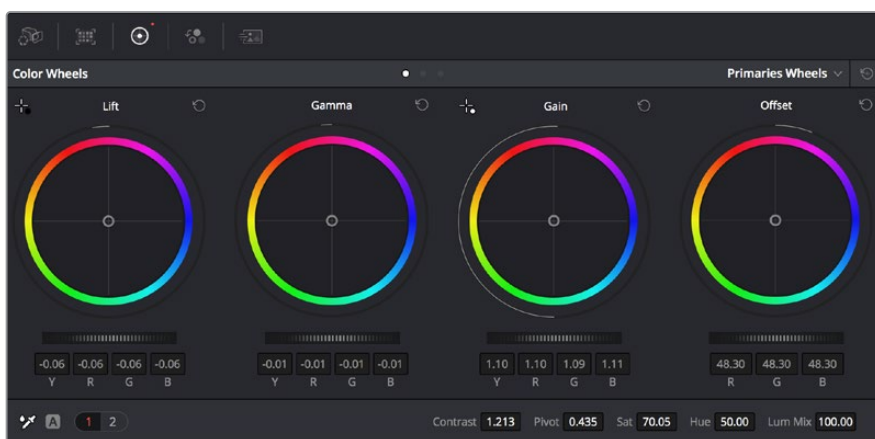 Color Wheels Primaries Wheels
Lift Gamma Gain Offset
-0.06 -0.06 -0.06 -0.06 -0.01 -0.01 -0.01 -0.01 1.10 1.10 1.09 1.11 48.30 48.30 48.30
Y R G B Y R G B Y R G B R G B
A 1 2 Contrast 1.213 Pivot 0.435 Sat 70.05 Hue 50.00 Lum Mix 100.00